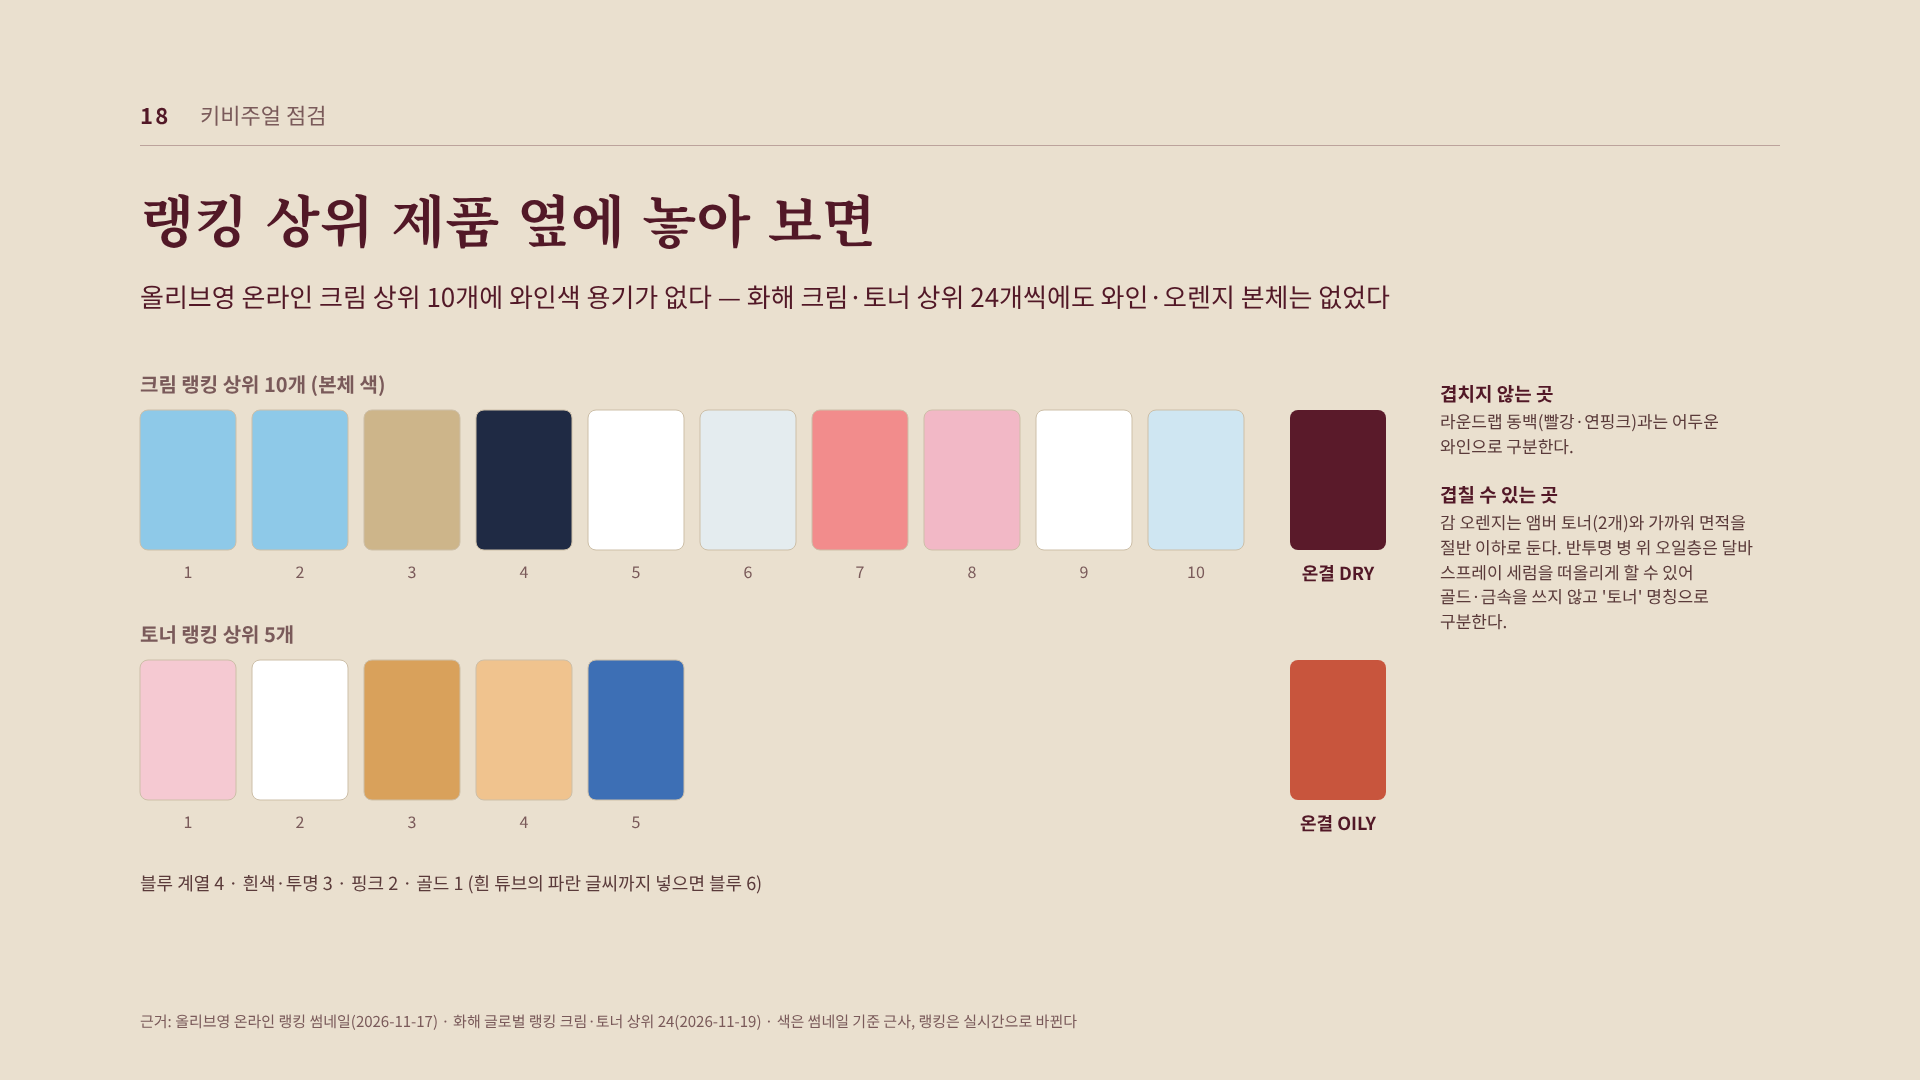 18 키비주얼 점검
랭킹 상위 제품 옆에 놓아 보면
올리브영 온라인 크림 상위 10개에 와인색 용기가 없다 — 화해 크림·토너 상위 24개씩에도 와인·오렌지 본체는 없었다
크림 랭킹 상위 10개 (본체 색)
1 2 3 4 5 6 7 8 9 10 온결 DRY
토너 랭킹 상위 5개
1 2 3 4 5 온결 OILY
블루 계열 4 · 흰색·투명 3 · 핑크 2 · 골드 1 (흰 튜브의 파란 글씨까지 넣으면 블루 6)
겹치지 않는 곳
라운드랩 동백(빨강·연핑크)과는 어두운
와인으로 구분한다.
겹칠 수 있는 곳
감 오렌지는 앰버 토너(2개)와 가까워 면적을
절반 이하로 둔다. 반투명 병 위 오일층은 달바
스프레이 세럼을 떠올리게 할 수 있어
골드·금속을 쓰지 않고 '토너' 명칭으로
구분한다.
근거: 올리브영 온라인 랭킹 썸네일(2026-11-17) · 화해 글로벌 랭킹 크림·토너 상위 24(2026-11-19) · 색은 썸네일 기준 근사, 랭킹은 실시간으로 바뀐다